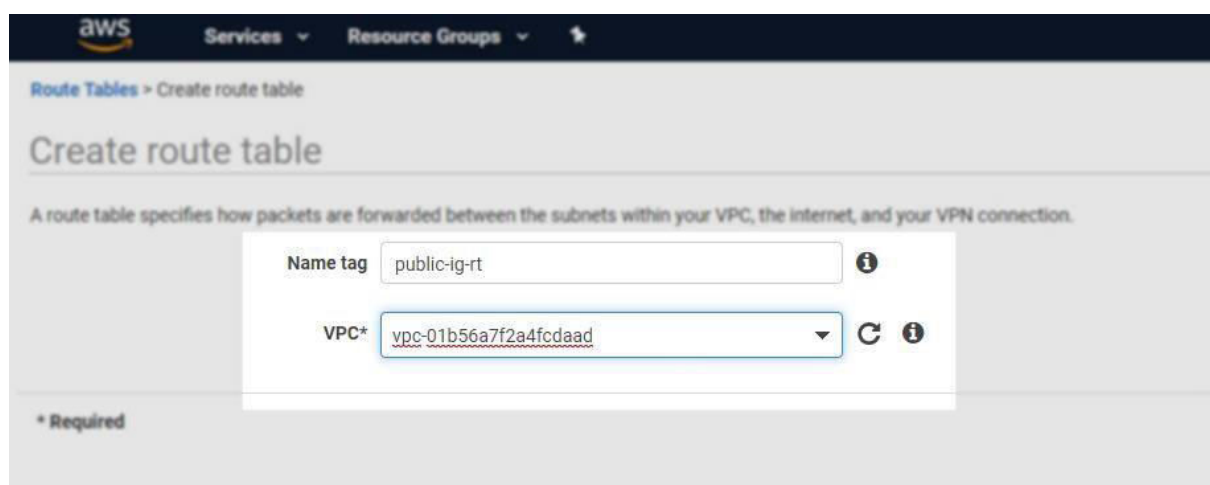 aws Services Resource Groups
Route Tables > Create route table
Create route table
A route table specifies how packets are forwarded between the subnets within your VPC, the internet, and your VPN connection.
Name tag public-ig-rt
VPC* vpc-01b56a7f2a4fcdaad
* Required